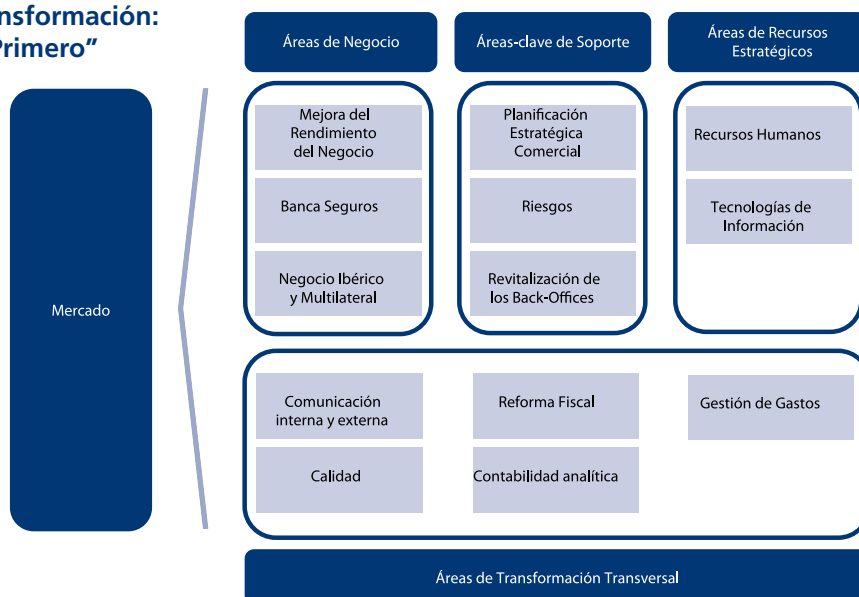 nsformación:
Primero”
Áreas de Negocio
Áreas-clave de Soporte
Áreas de Recursos
Estratégicos
Mercado
Mejora del
Rendimiento
del Negocio
Banca Seguros
Negocio Ibérico
y Multilateral
Planificación
Estratégica
Comercial
Riesgos
Revitalización de
los Back-Offices
Recursos Humanos
Tecnologías de
Información
Comunicación
interna y externa
Calidad
Reforma Fiscal
Contabilidad analítica
Gestión de Gastos
Áreas de Transformación Transversal